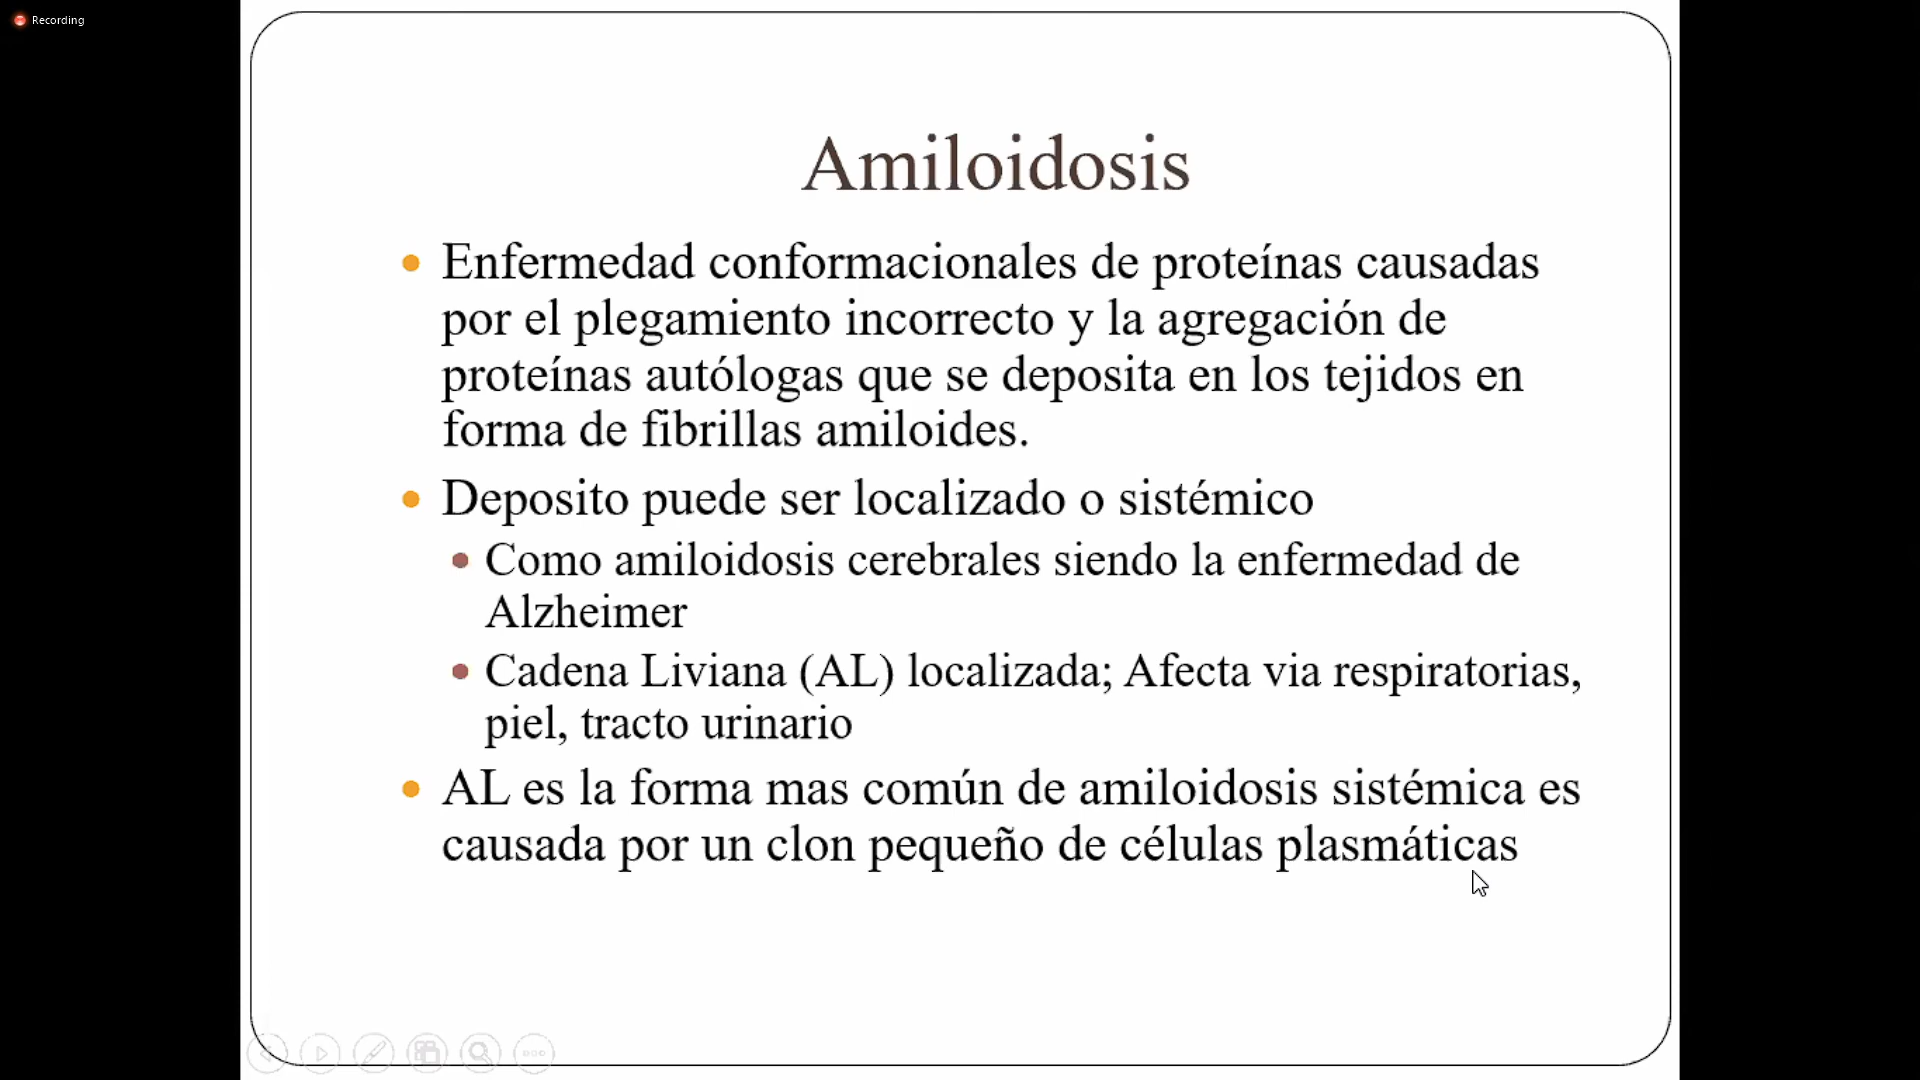 Recording
Amiloidosis
Enfermedad conformacionales de proteínas causadas
por el plegamiento incorrecto y la agregación de
proteínas autólogas que se deposita en los tejidos en
forma de fibrillas amiloides.
Deposito puede ser localizado o sistémico
Como amiloidosis cerebrales siendo la enfermedad de
Alzheimer
Cadena Liviana (AL) localizada; Afecta via respiratorias,
piel, tracto urinario
AL es la forma mas común de amiloidosis sistémica es
causada por un clon pequeño de células plasmáticas